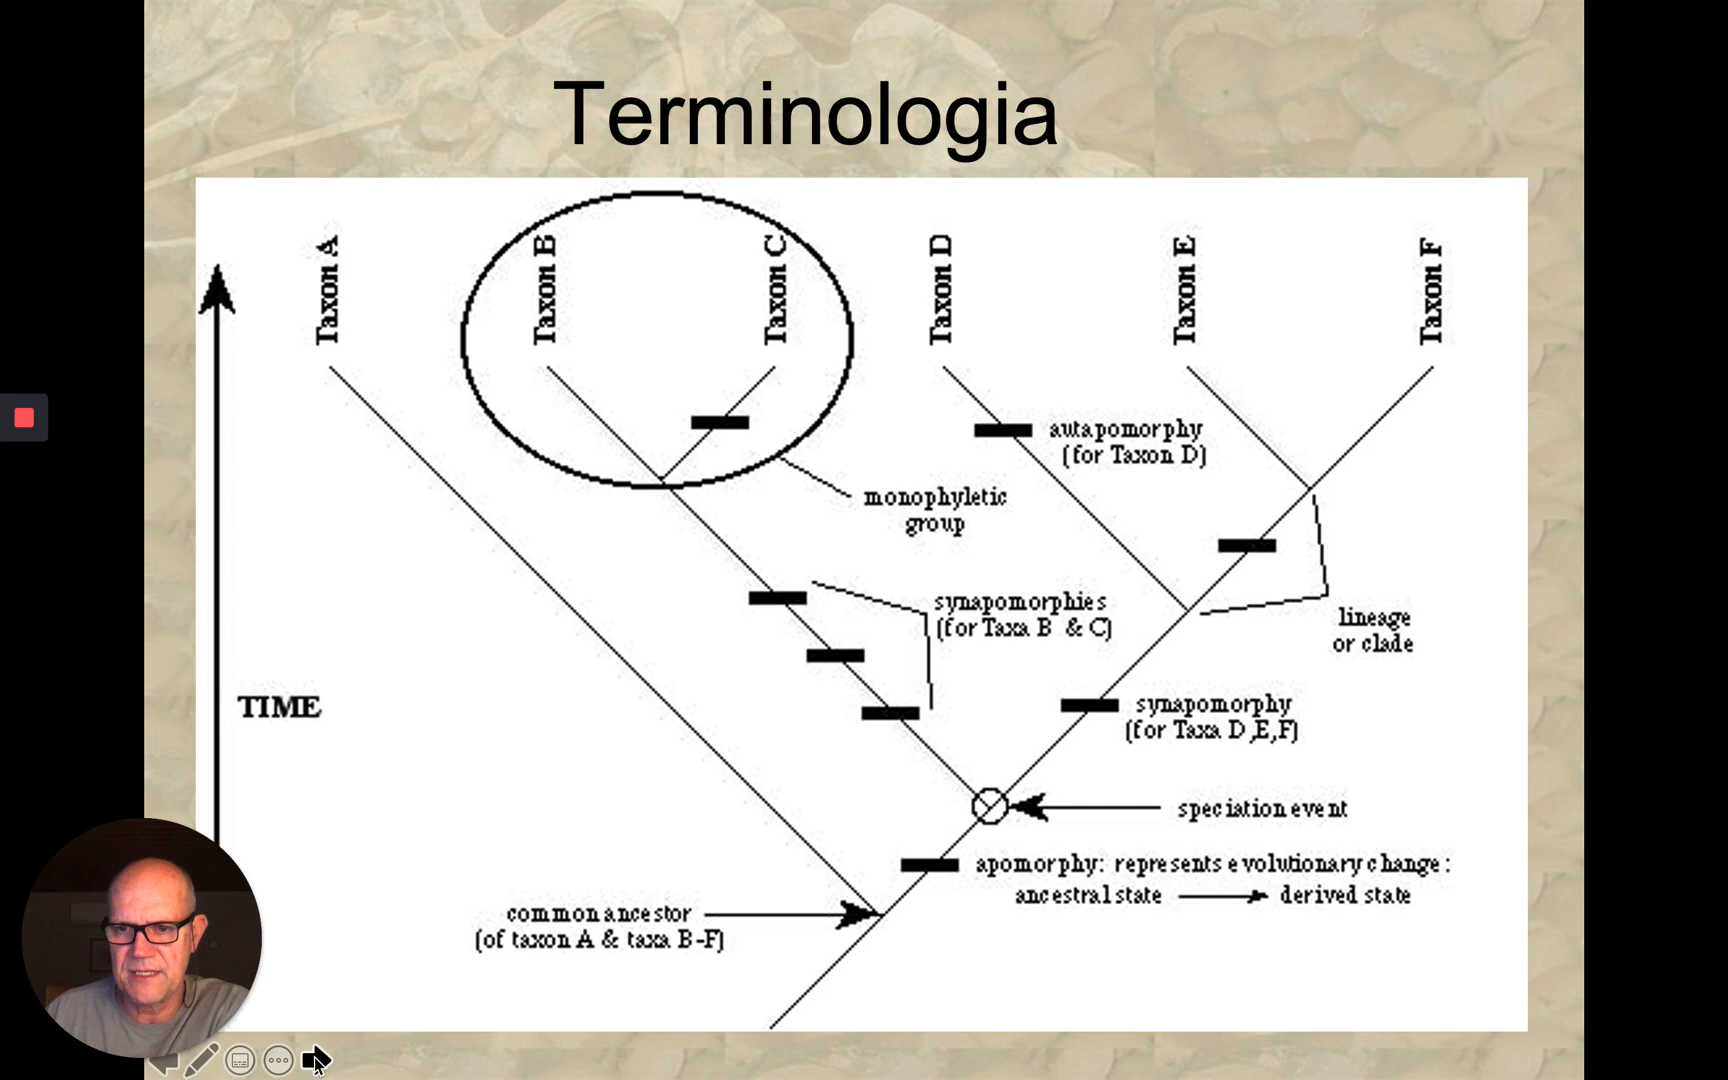 Terminologia
Taxon A
Taxon B
Taxon C
Taxon D
Taxon E
Taxon F
autapomorphy
(for Taxon D)
monophyletic
group
synapomorphies
(for Taxa B & C)
lineage
or clade
TIME
synapomorphy
(for Taxa D,E,F)
speciation event
apomorphy: represents evolutionary change:
ancestral state
derived state
common ancestor
(of taxon A & taxa B-F)